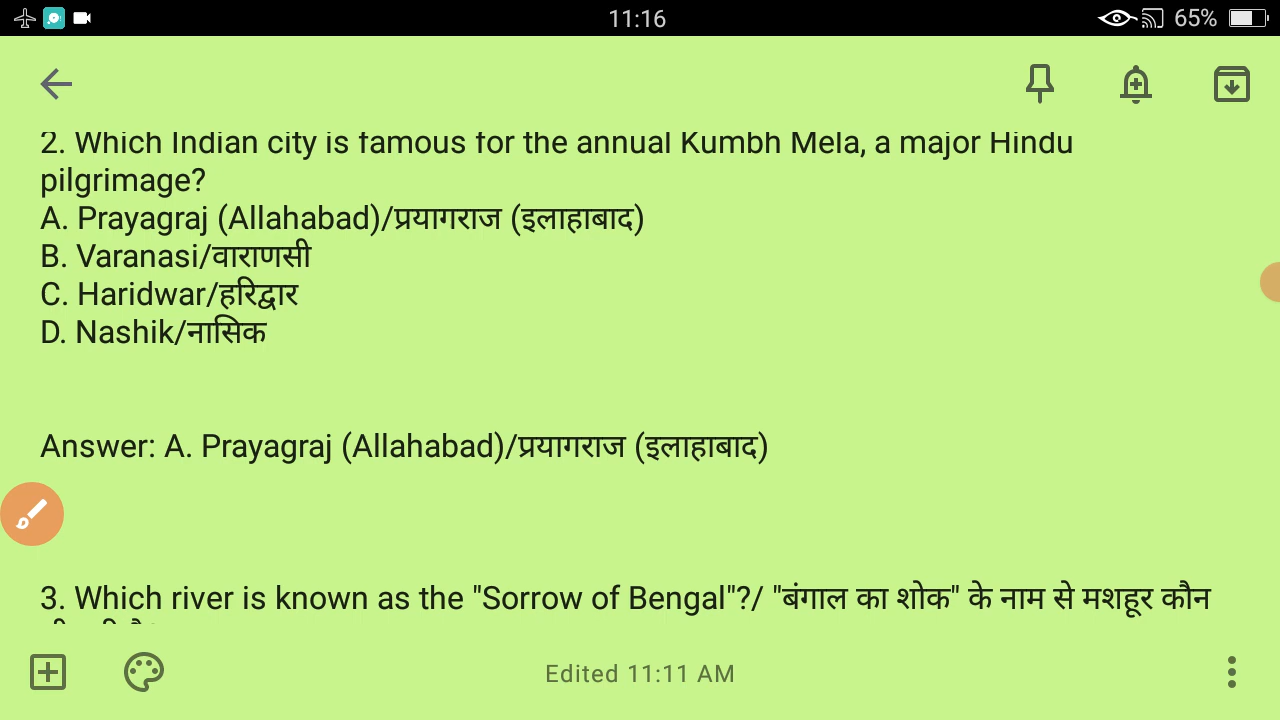 11:16
65%
2. Which Indian city is famous for the annual Kumbh Mela, a major Hindu
pilgrimage?
A. Prayagraj (Allahabad)/प्रयागराज (इलाहाबाद)
B. Varanasi/वाराणसी
C. Haridwar/हरिद्वार
D. Nashik/नासिक
Answer: A. Prayagraj (Allahabad)/प्रयागराज (इलाहाबाद)
3. Which river is known as the "Sorrow of Bengal"?/ "बंगाल का शोक" के नाम से मशहूर कौन
Edited 11:11 AM